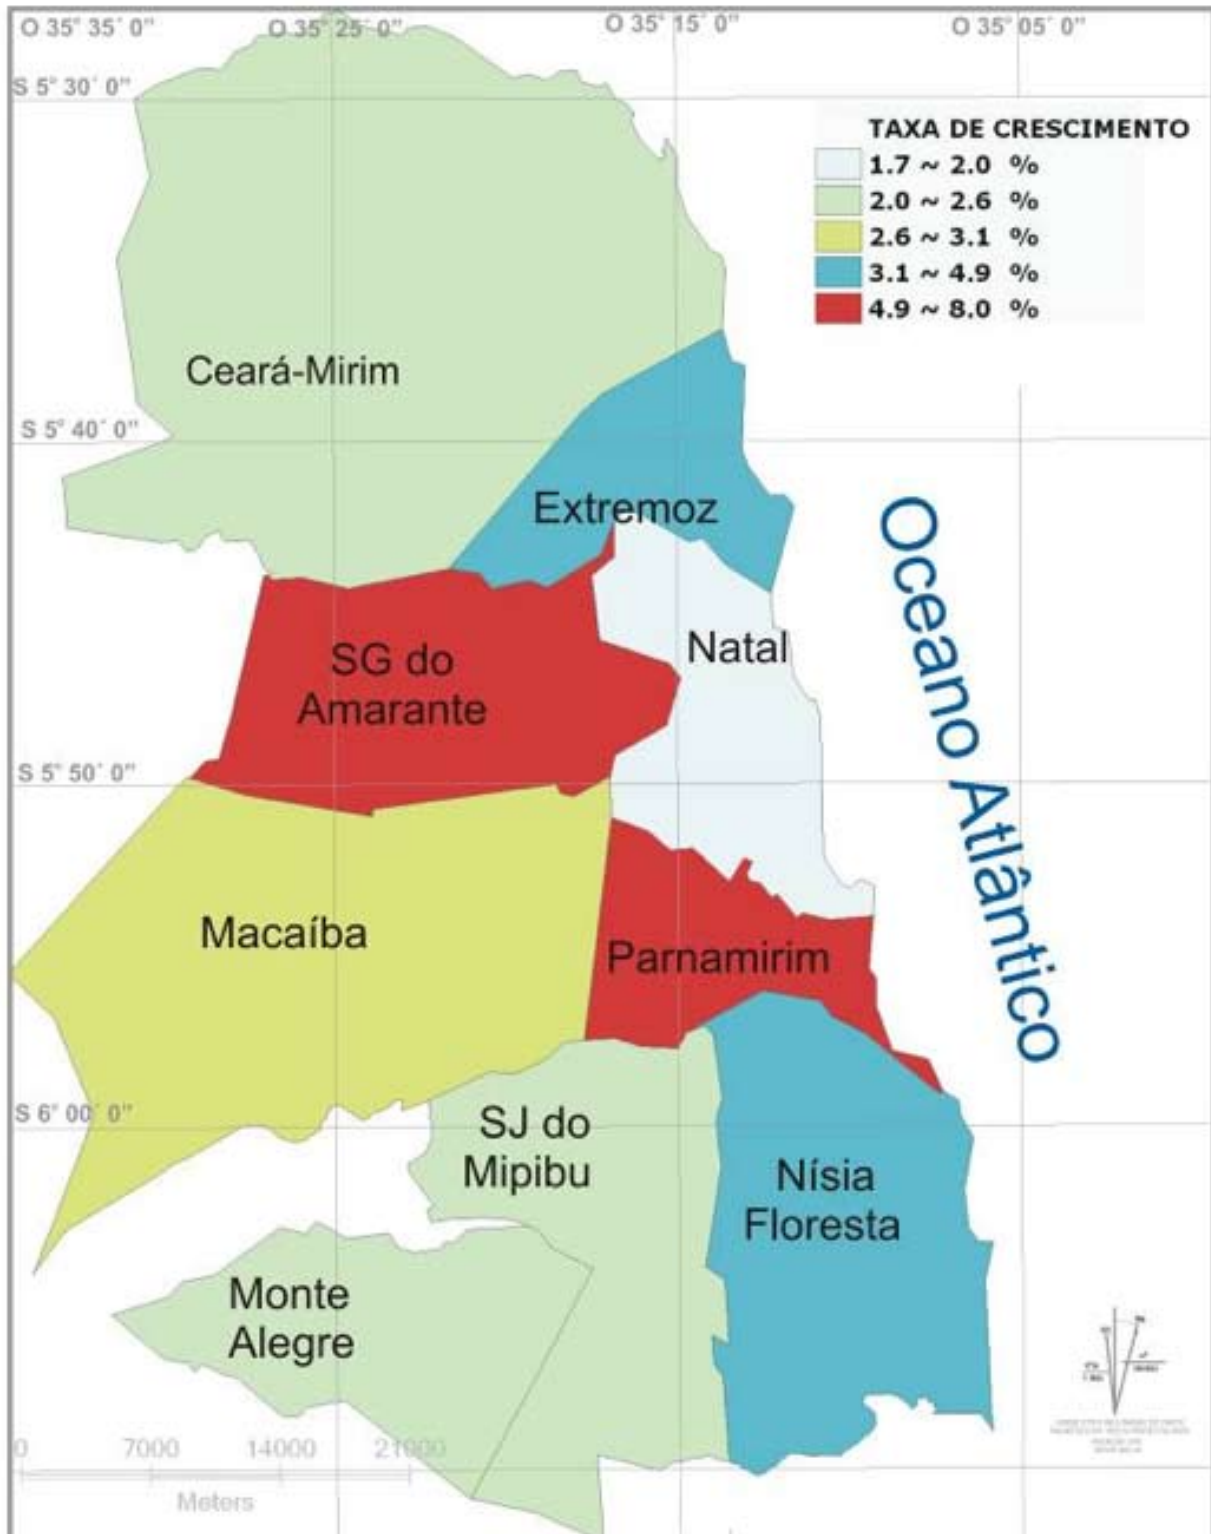 O 35° 35´ 0"
O 35° 25´ 0"
O 35° 15´ 0"
O 35° 05´ 0"
S 5° 30´ 0"
TAXA DE CRESCIMENTO
1.7 ~ 2.0 %
2.0 ~ 2.6 %
2.6 ~ 3.1 %
3.1 ~ 4.9 %
4.9 ~ 8.0 %
Ceará-Mirim
S 5° 40´ 0"
Extremoz
Oceano Atlântico
Natal
SG do
Amarante
S 5° 50´ 0"
Macaíba
Parnamirim
S 6° 00´ 0"
SJ do
Mipibu
Nísia
Floresta
Monte
Alegre
0 7000 14000 21000
Meters